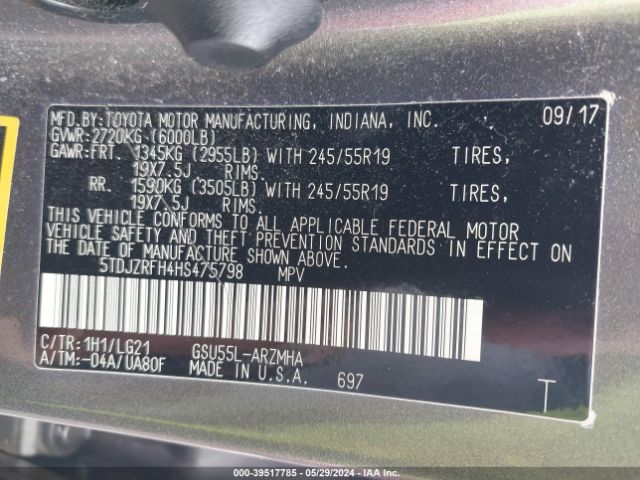 MFD.BY:TOYOTA MOTOR MANUFACTURING, INDIANA, INC. 09/17
GVWR:2720KG (6000LB)
GAWR:FRT. 1345KG (2955LB) WITH 245/55R19 TIRES,
19X7.5J RIMS.
RR. 1590KG (3505LB) WITH 245/55R19 TIRES,
19X7.5J RIMS.
THIS VEHICLE CONFORMS TO ALL APPLICABLE FEDERAL MOTOR
VEHICLE SAFETY AND THEFT PREVENTION STANDARDS IN EFFECT ON
THE DATE OF MANUFACTURE SHOWN ABOVE.
5TDJZRFH4HS475798 MPV
C/TR:1H1/LG21 GSU55L-ARZMHA
A/TM:-04A/UA80F MADE IN U.S.A. 697
T
000-39517785 - 05/29/2024 - IAA Inc.